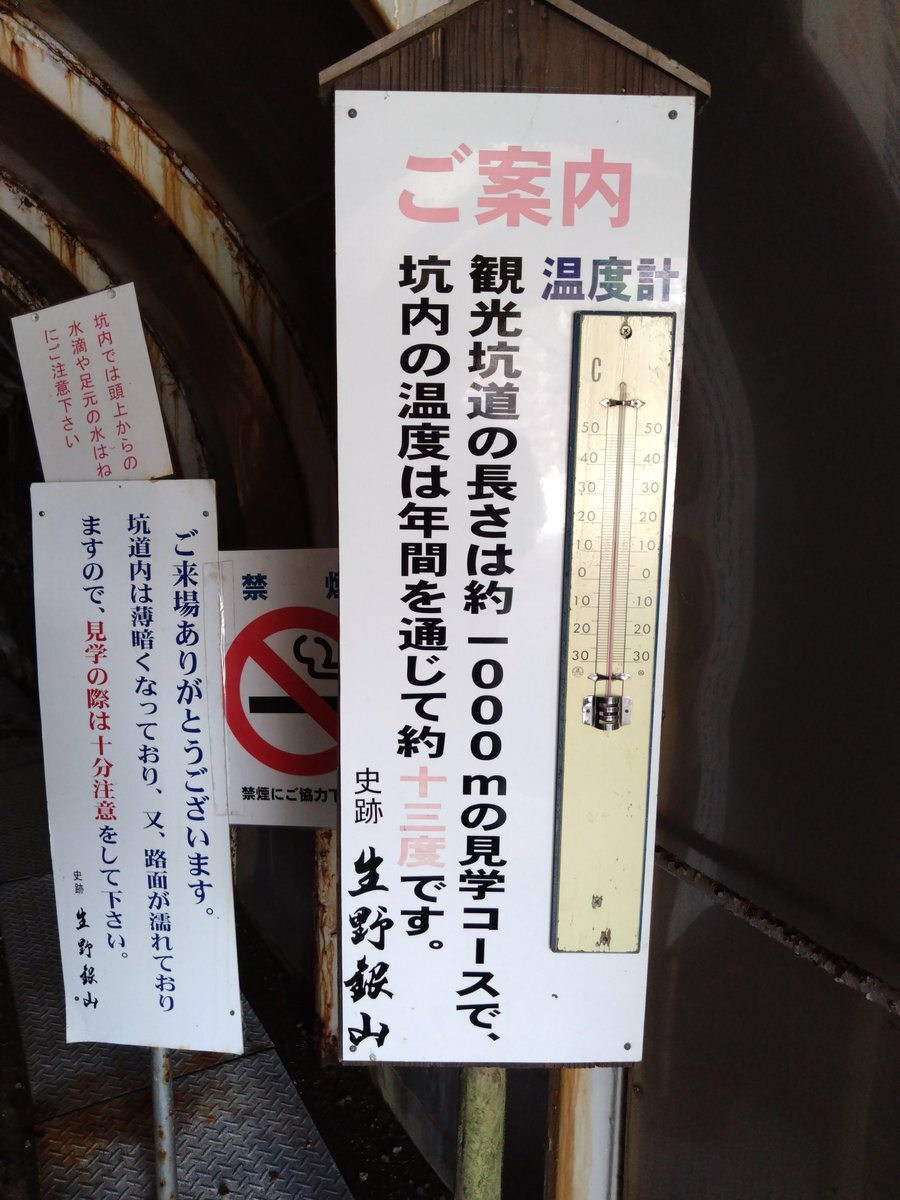 ご案内
温度計
観光坑道の長さは約一000mの見学コースで、
坑内の温度は年間を通じて約十三度です。
史跡 生野銀山
C
50 50
40 40
30 30
20 20
10 10
0 0
10 10
20 20
30 30
坑内では頭上からの
水滴や足元の水はね
にご注意下さい
ご来場ありがとうございます。
坑道内は薄暗くなっており、又、路面が濡れており
ますので、見学の際は十分注意をして下さい。
史跡 生野銀山。
禁煙
禁煙にご協力下